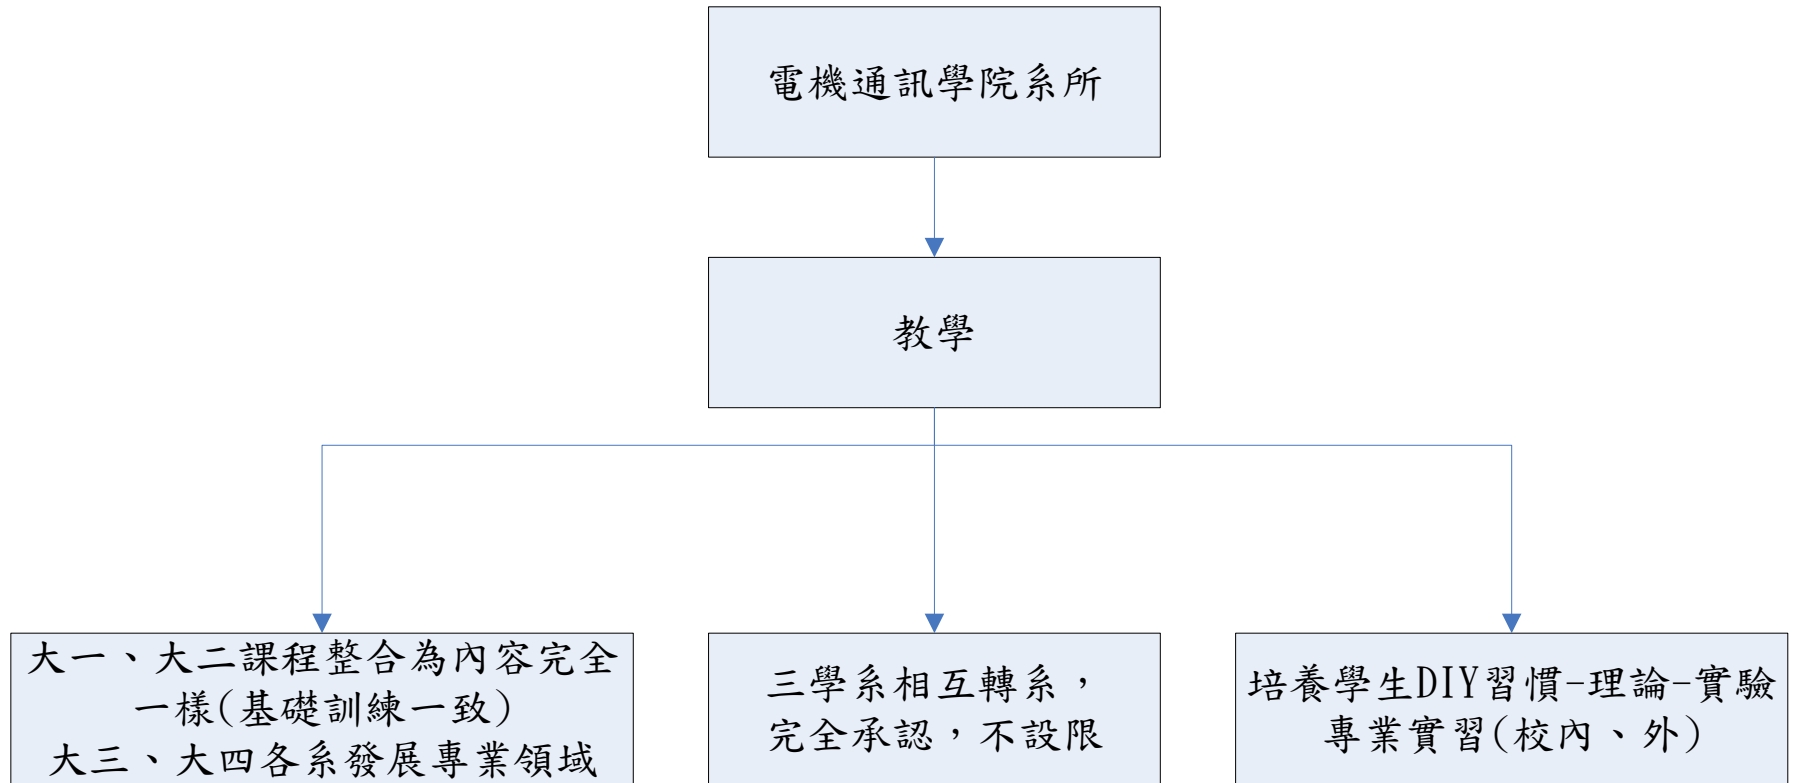 電機通訊學院系所
教學
大一、大二課程整合為內容完全
一樣(基礎訓練一致)
大三、大四各系發展專業領域
三學系相互轉系，
完全承認，不設限
培養學生DIY習慣-理論-實驗
專業實習(校內、外)